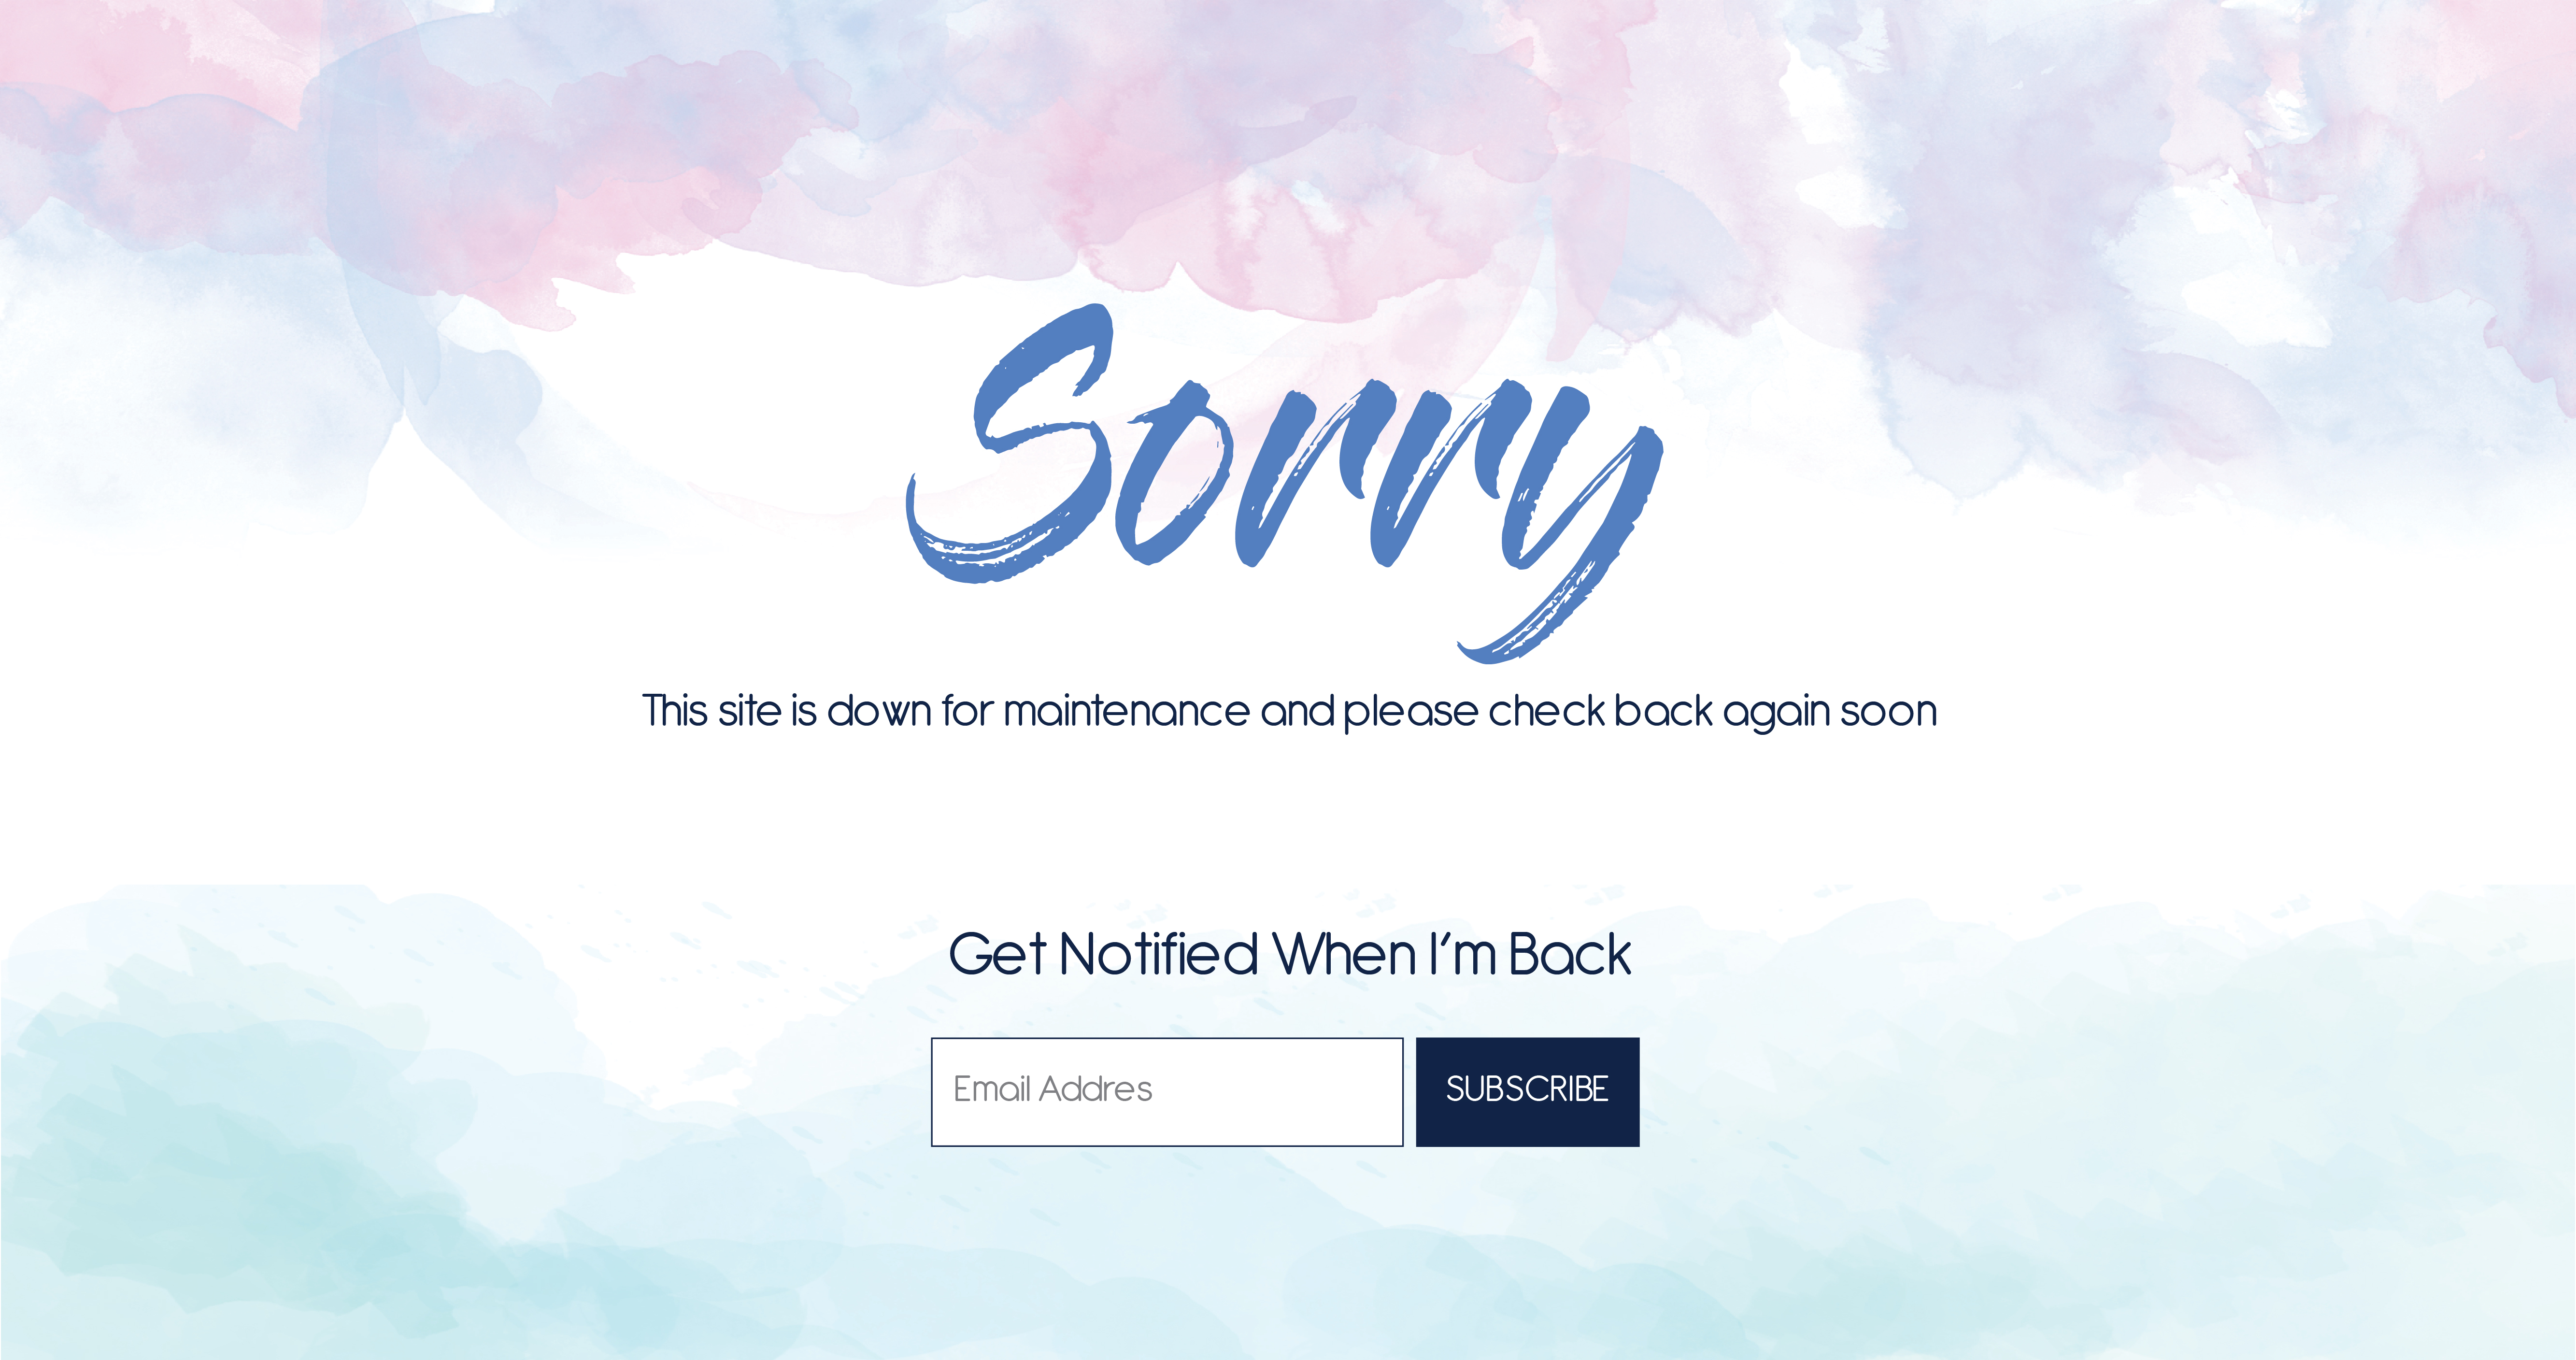 Sorry
This site is down for maintenance and please check back again soon
Get Notified When I'm Back
Email Addres
SUBSCRIBE